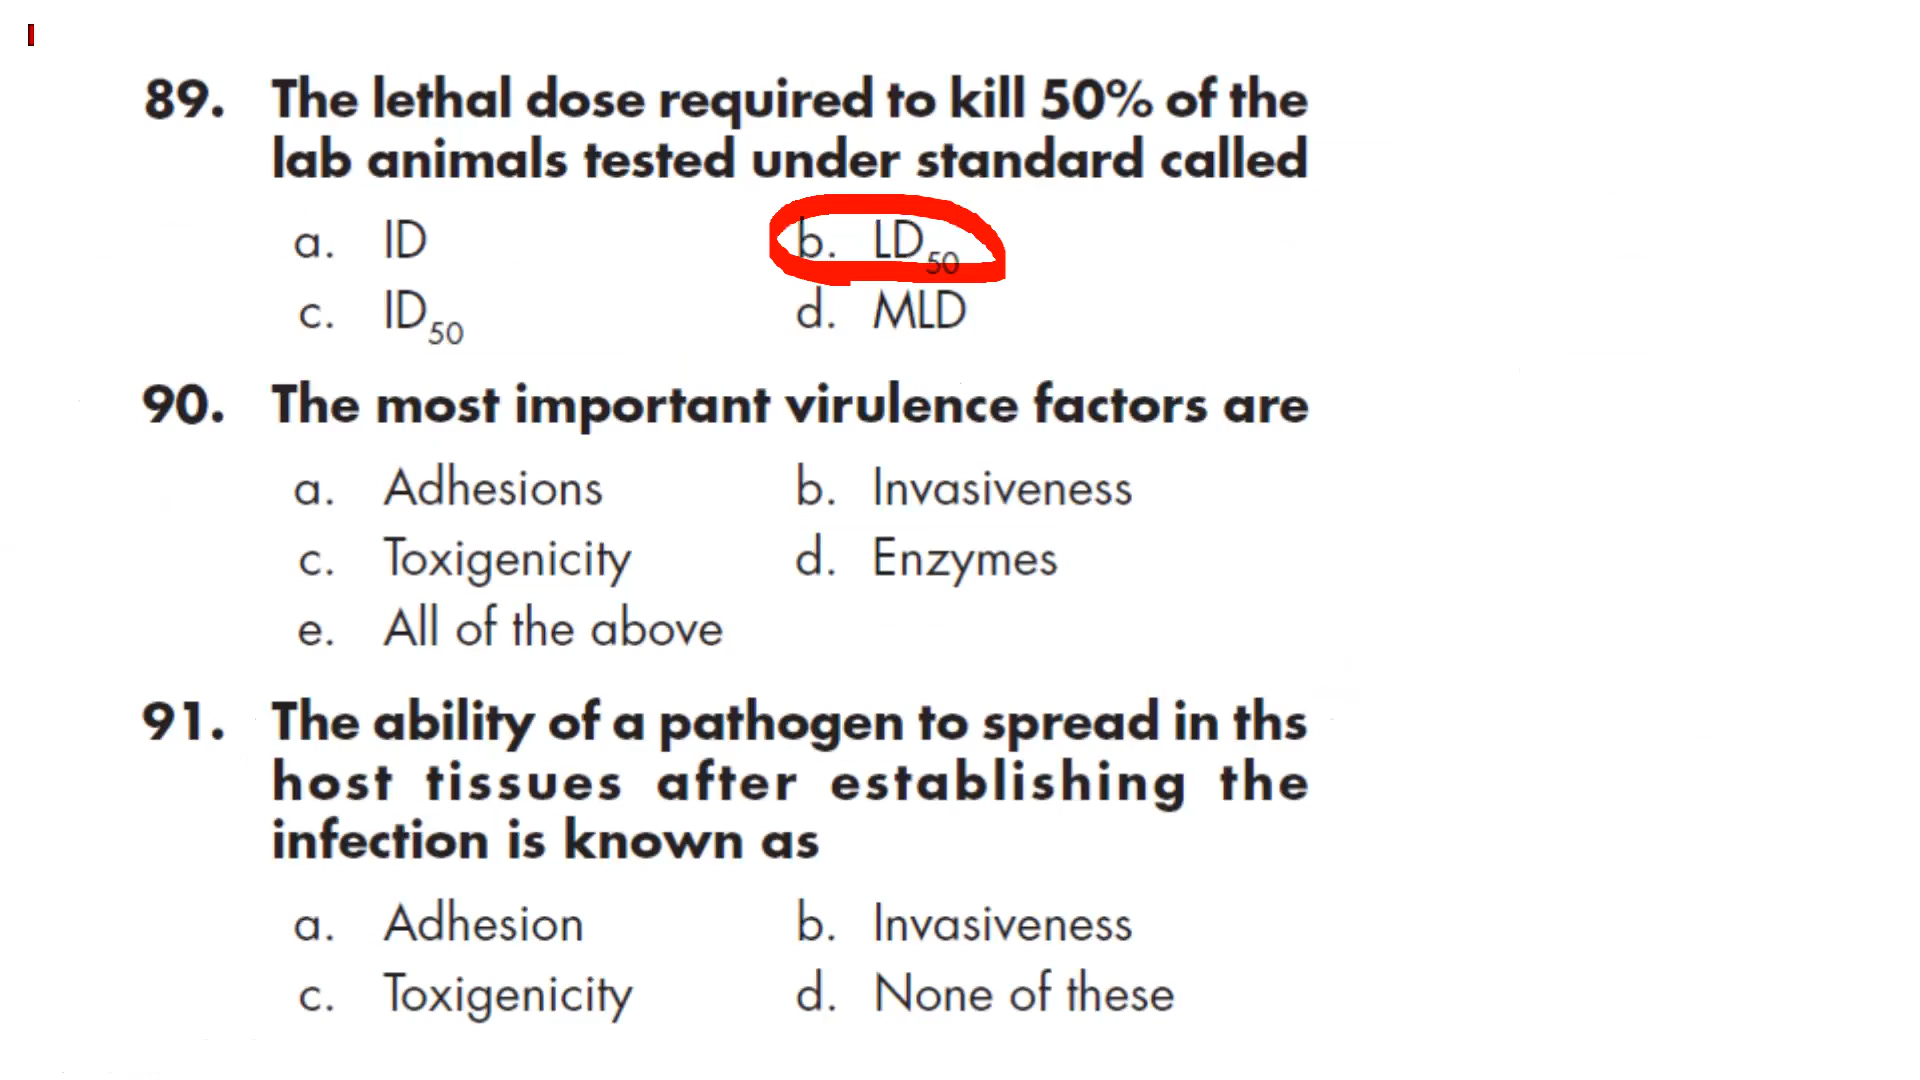 89. The lethal dose required to kill 50% of the
lab animals tested under standard called
a. ID b. LD50
c. ID50 d. MLD
90. The most important virulence factors are
a. Adhesions b. Invasiveness
c. Toxigenicity d. Enzymes
e. All of the above
91. The ability of a pathogen to spread in ths
host tissues after establishing the
infection is known as
a. Adhesion b. Invasiveness
c. Toxigenicity d. None of these